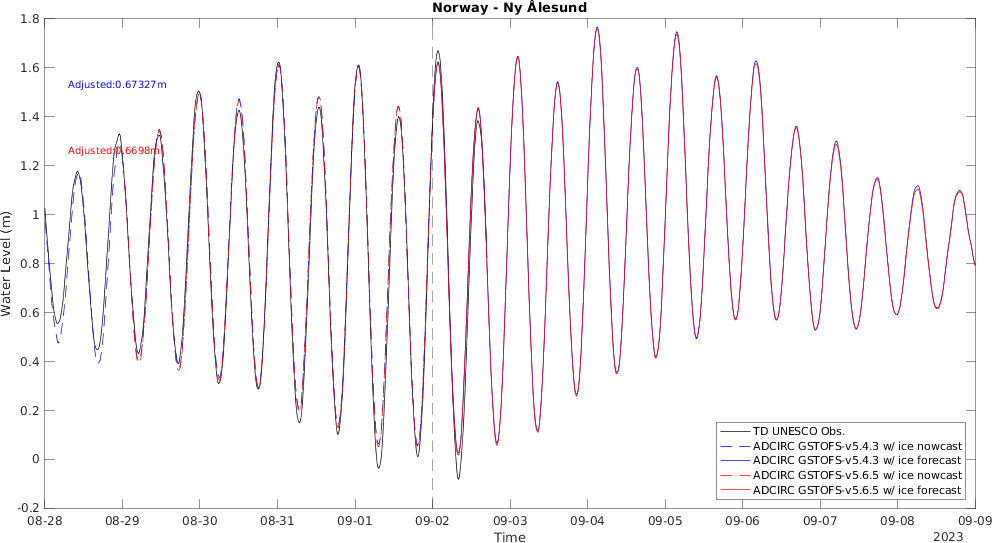 Norway - Ny Ålesund
1.8
1.6
1.4
1.2
1
0.8
0.6
0.4
0.2
0
-0.2
Water Level (m)
Adjusted:0.67327m
Adjusted:0.6698m
TD UNESCO Obs.
ADCIRC GSTOFS-v5.4.3 w/ ice nowcast
ADCIRC GSTOFS-v5.4.3 w/ ice forecast
ADCIRC GSTOFS-v5.6.5 w/ ice nowcast
ADCIRC GSTOFS-v5.6.5 w/ ice forecast
08-28 08-29 08-30 08-31 09-01 09-02 09-03 09-04 09-05 09-06 09-07 09-08 09-09
Time 2023